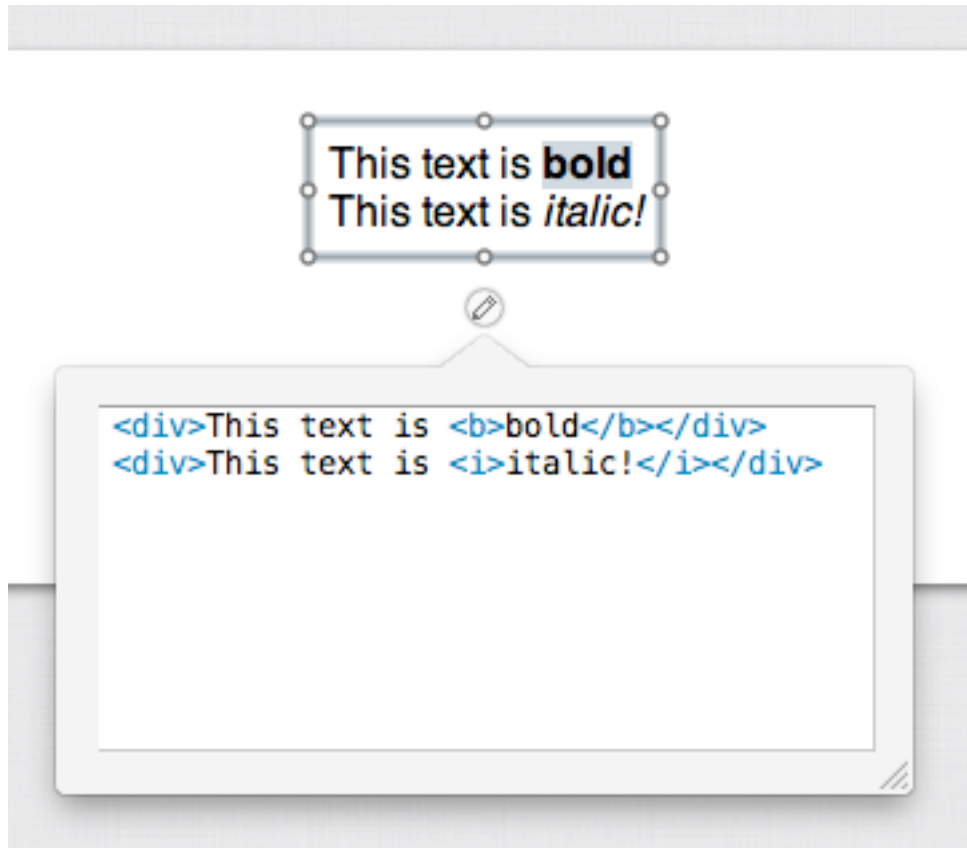 This text is bold
This text is italic!
<div>This text is <b>bold</b></div>
<div>This text is <i>italic!</i></div>